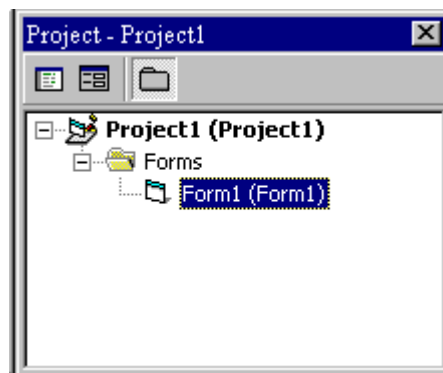 Project - Project1
Project1 (Project1)
Forms
Form1 (Form1)